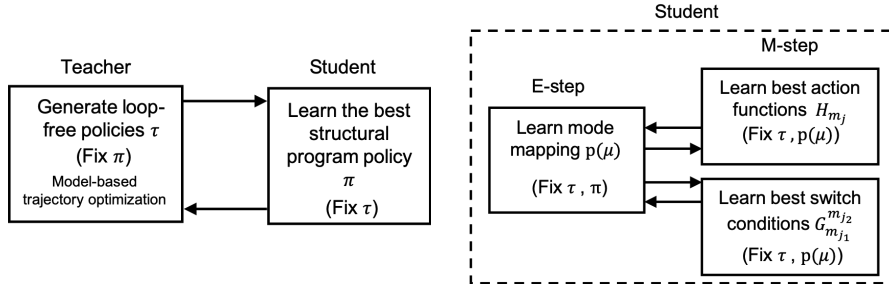 Teacher
Generate loop-
free policies τ
(Fix π)
Model-based
trajectory optimization
Student
Learn the best
structural
program policy
π
(Fix τ)
Student
E-step
Learn mode
mapping p(μ)
(Fix τ , π)
M-step
Learn best action
functions H_{m_j}
(Fix τ , p(μ))
Learn best switch
conditions G_{m_{j_1}}^{m_{j_2}}
(Fix τ , p(μ))